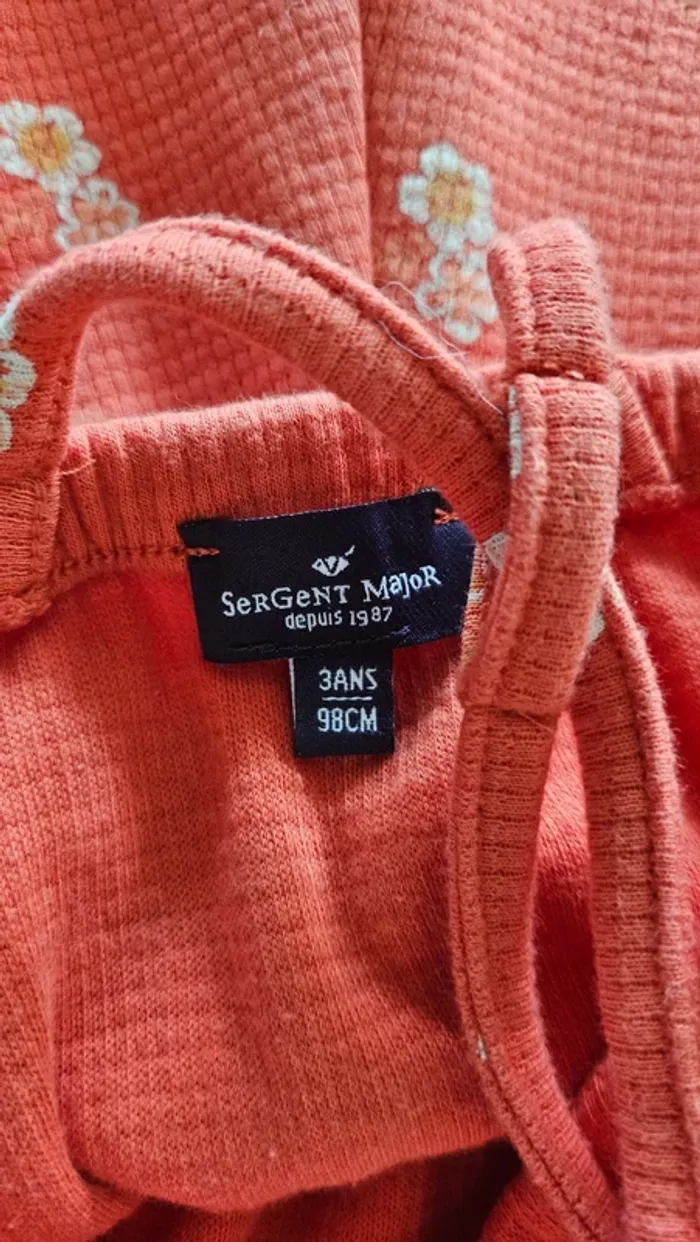 SeRGeNT MajoR
depuis 1987
3ANS
98CM